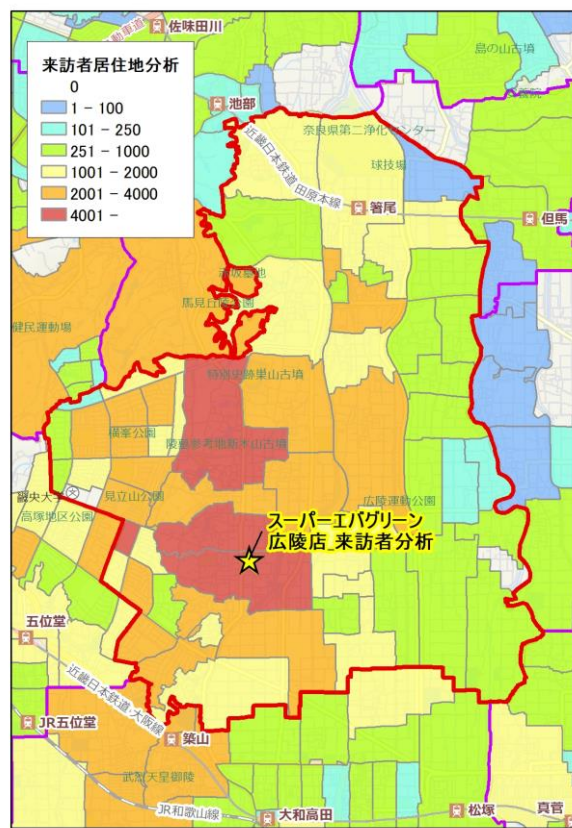 来訪者居住地分析
0
1 - 100
101 - 250
251 - 1000
1001 - 2000
2001 - 4000
4001 -
佐味田川
島の山古墳
池部
奈良県第二浄化センター
球技場
近畿日本鉄道 田原本線
箸尾
但馬
馬見丘陵公園
健民運動場
特別史跡巣山古墳
横峯公園
見立山公園
高塚地区公園
広陵運動公園
スーパーエバグリーン
広陵店_来訪者分析
五位堂
近畿日本鉄道・大阪線
JR五位堂
築山
武烈天皇御陵
JR和歌山線
大和高田
松塚
真菅